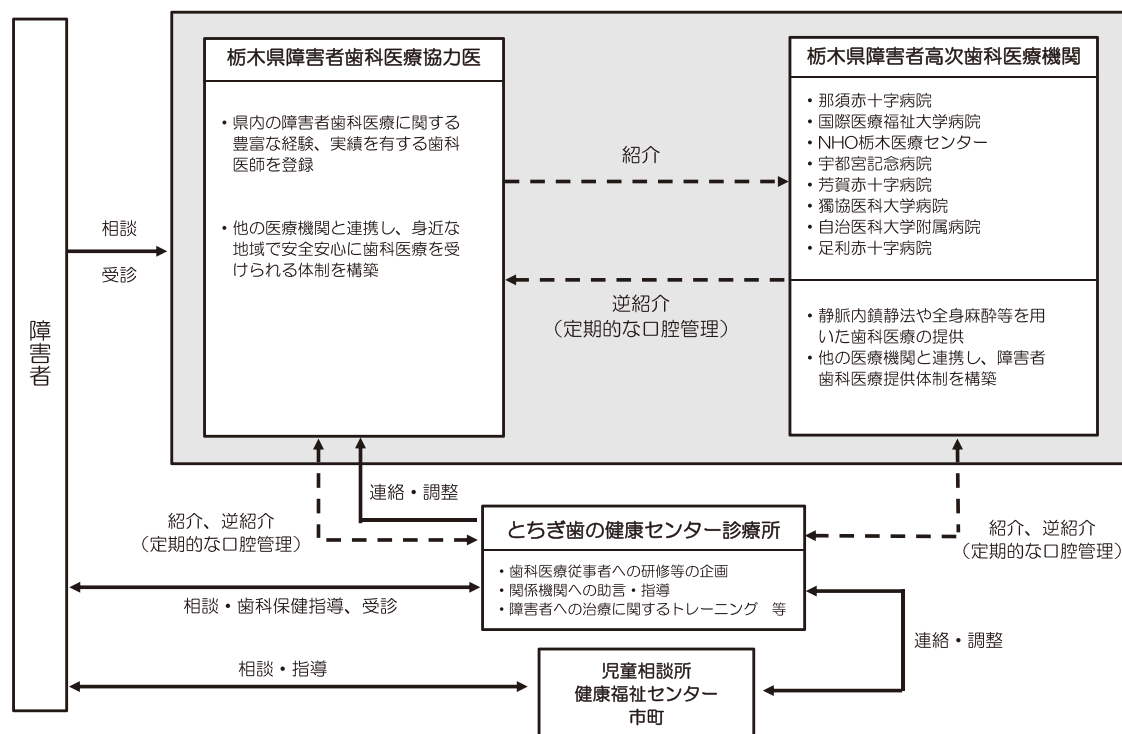 障害者
相談
受診
栃木県障害者歯科医療協力医
・県内の障害者歯科医療に関する
豊富な経験、実績を有する歯科
医師を登録
・他の医療機関と連携し、身近な
地域で安全安心に歯科医療を受
けられる体制を構築
紹介
逆紹介
（定期的な口腔管理）
栃木県障害者高次歯科医療機関
・那須赤十字病院
・国際医療福祉大学病院
・NHO栃木医療センター
・宇都宮記念病院
・芳賀赤十字病院
・獨協医科大学病院
・自治医科大学附属病院
・足利赤十字病院
・静脈内鎮静法や全身麻酔等を用
いた歯科医療の提供
・他の医療機関と連携し、障害者
歯科医療提供体制を構築
連絡・調整
紹介、逆紹介
（定期的な口腔管理）
とちぎ歯の健康センター診療所
・歯科医療従事者への研修等の企画
・関係機関への助言・指導
・障害者への治療に関するトレーニング　等
紹介、逆紹介
（定期的な口腔管理）
相談・歯科保健指導、受診
連絡・調整
相談・指導
児童相談所
健康福祉センター
市町